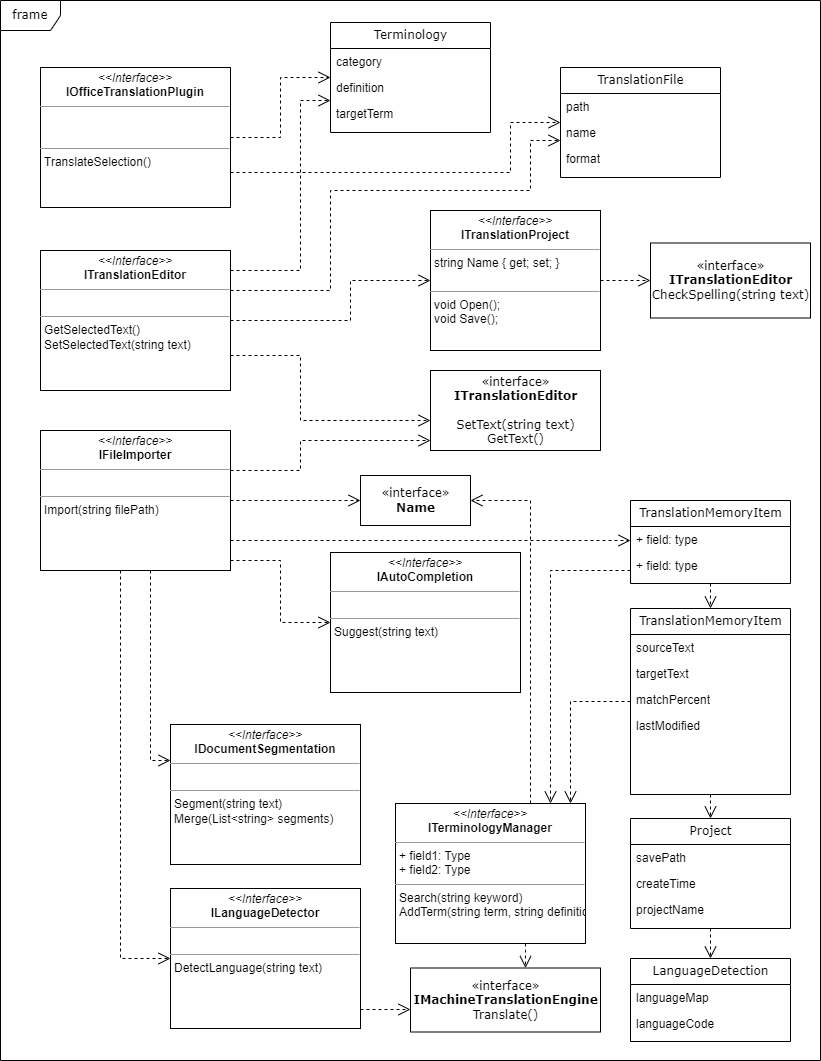 frame
Terminology
category
definition
targetTerm
<<Interface>>
IOfficeTranslationPlugin
TranslateSelection()
TranslationFile
path
name
format
<<Interface>>
ITranslationEditor
GetSelectedText()
SetSelectedText(string text)
<<Interface>>
ITranslationProject
string Name { get; set; }
void Open();
void Save();
«interface»
ITranslationEditor
CheckSpelling(string text)
«interface»
ITranslationEditor
SetText(string text)
GetText()
<<Interface>>
IFileImporter
Import(string filePath)
«interface»
Name
TranslationMemoryItem
+ field: type
+ field: type
<<Interface>>
IAutoCompletion
Suggest(string text)
TranslationMemoryItem
sourceText
targetText
matchPercent
lastModified
<<Interface>>
IDocumentSegmentation
Segment(string text)
Merge(List<string> segments)
<<Interface>>
ITerminologyManager
+ field1: Type
+ field2: Type
Search(string keyword)
AddTerm(string term, string definitic
Project
savePath
createTime
projectName
<<Interface>>
ILanguageDetector
DetectLanguage(string text)
«interface»
IMachineTranslationEngine
Translate()
LanguageDetection
languageMap
languageCode